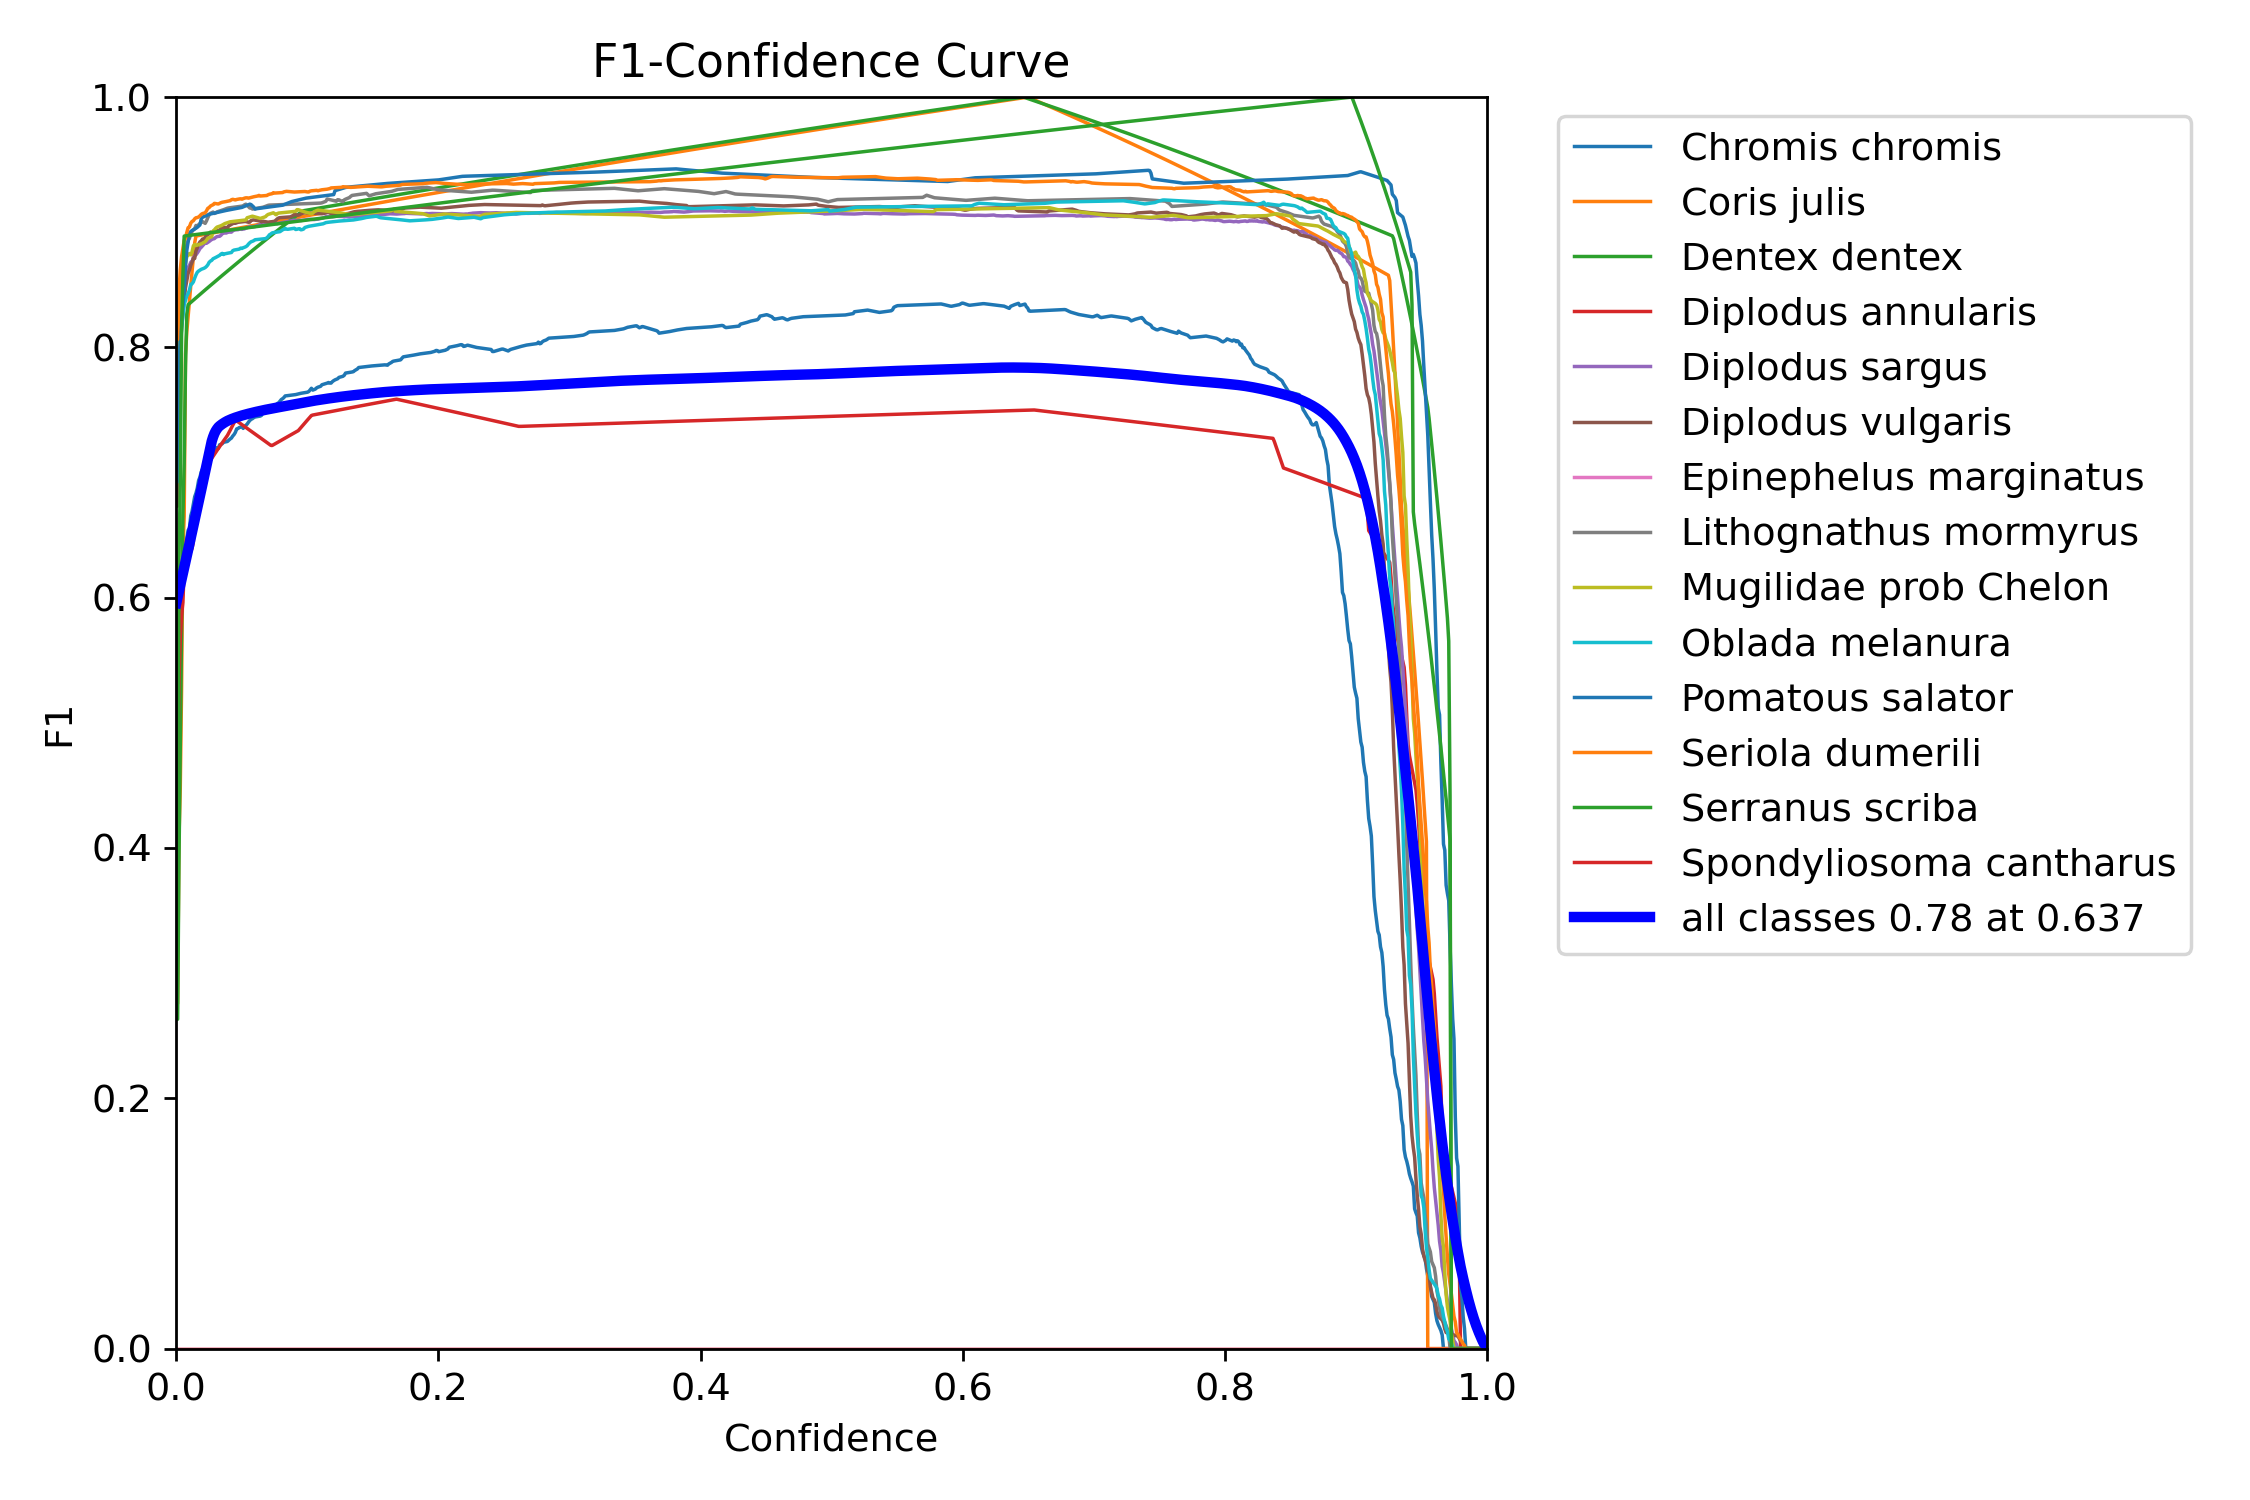 F1-Confidence Curve
1.0
0.8
0.6
0.4
0.2
0.0
F1
0.0 0.2 0.4 0.6 0.8 1.0
Confidence
Chromis chromis
Coris julis
Dentex dentex
Diplodus annularis
Diplodus sargus
Diplodus vulgaris
Epinephelus marginatus
Lithognathus mormyrus
Mugilidae prob Chelon
Oblada melanura
Pomatous salator
Seriola dumerili
Serranus scriba
Spondyliosoma cantharus
all classes 0.78 at 0.637